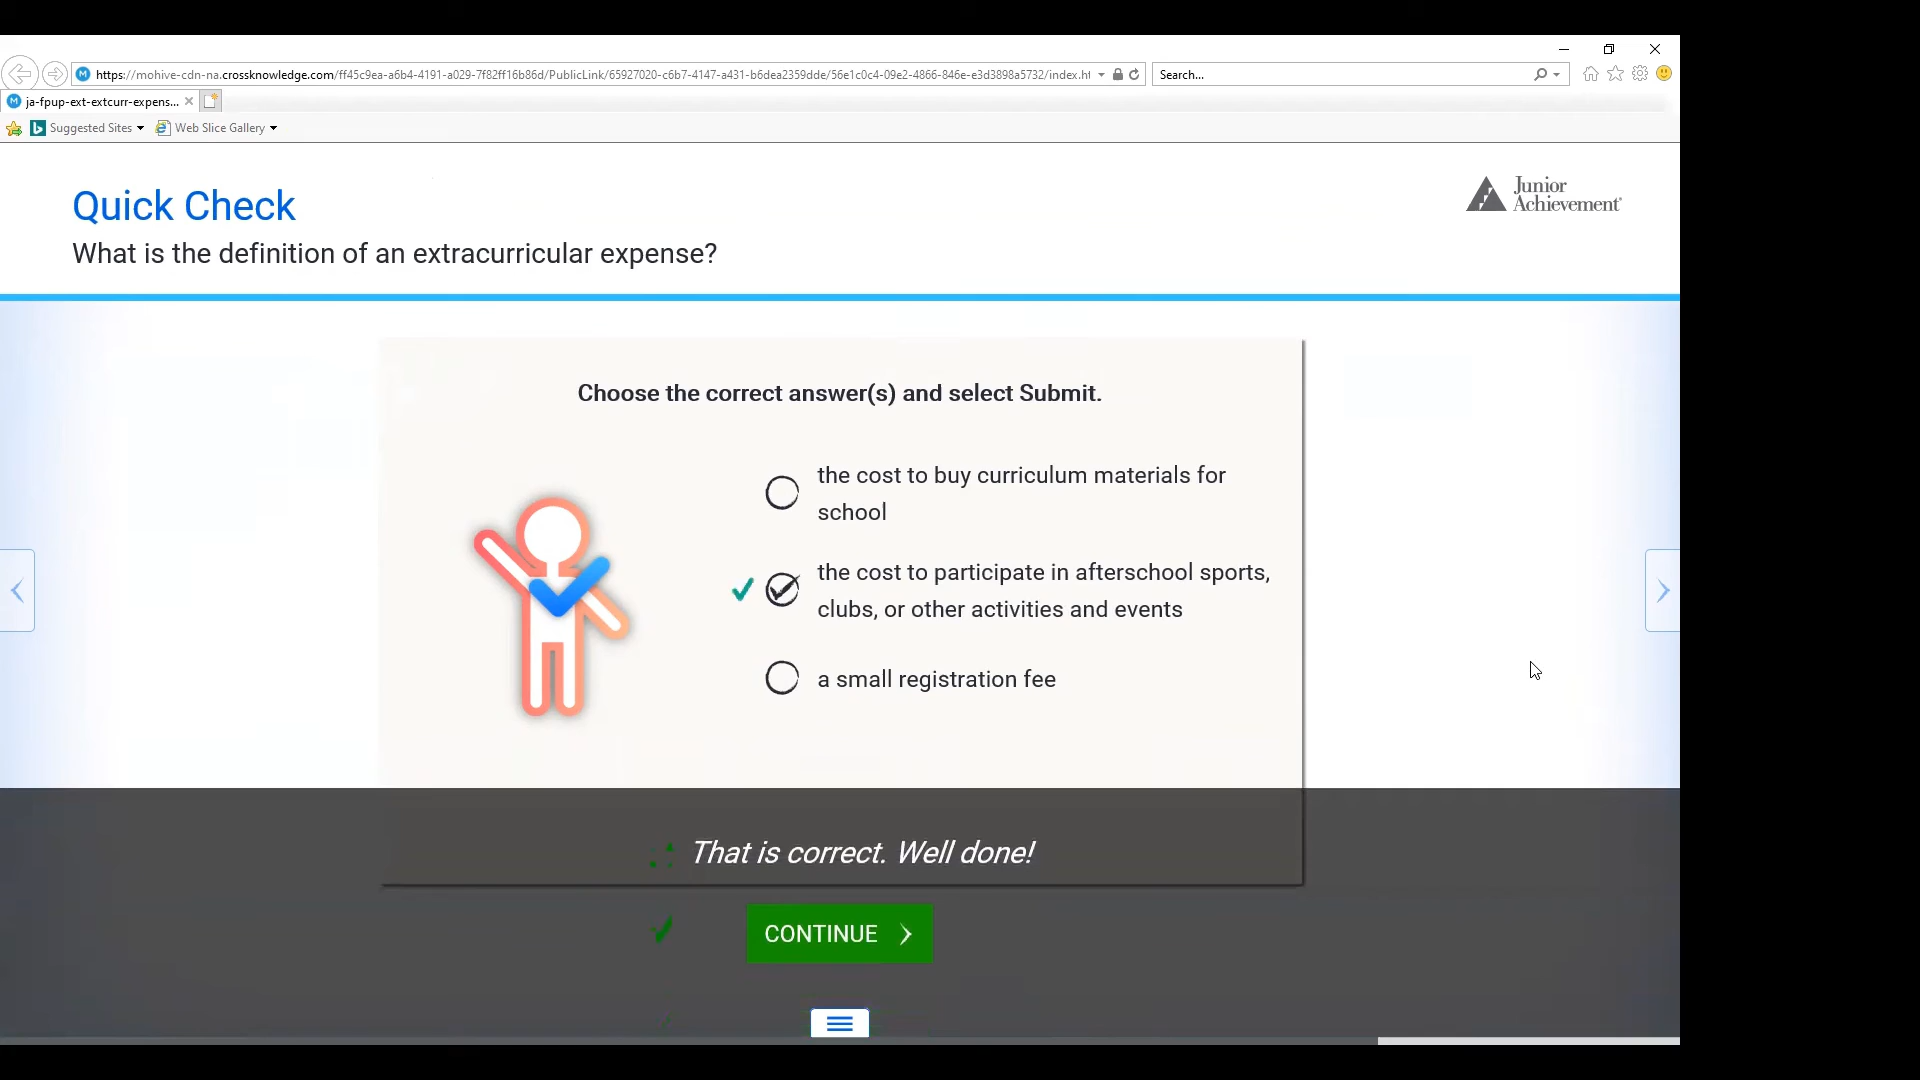 https://mohive-cdn-na.crossknowledge.com/ff45c9ea-a6b4-4191-a029-7f82ff16b86d/PublicLink/65927020-c6b7-4147-a431-b6dea2359dde/56e1c0c4-09e2-4866-846e-e3d3898a5732/index.ht
Search...
ja-fpup-ext-extcurr-expens...
Suggested Sites
Web Slice Gallery
Quick Check
Junior
Achievement
What is the definition of an extracurricular expense?
Choose the correct answer(s) and select Submit.
the cost to buy curriculum materials for
school
the cost to participate in afterschool sports,
clubs, or other activities and events
a small registration fee
That is correct. Well done!
CONTINUE